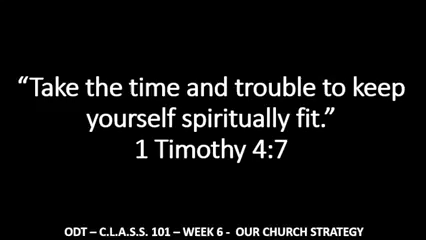 “Take the time and trouble to keep
yourself spiritually fit.”
1 Timothy 4:7
ODT – C.L.A.S.S. 101 – WEEK 6 - OUR CHURCH STRATEGY